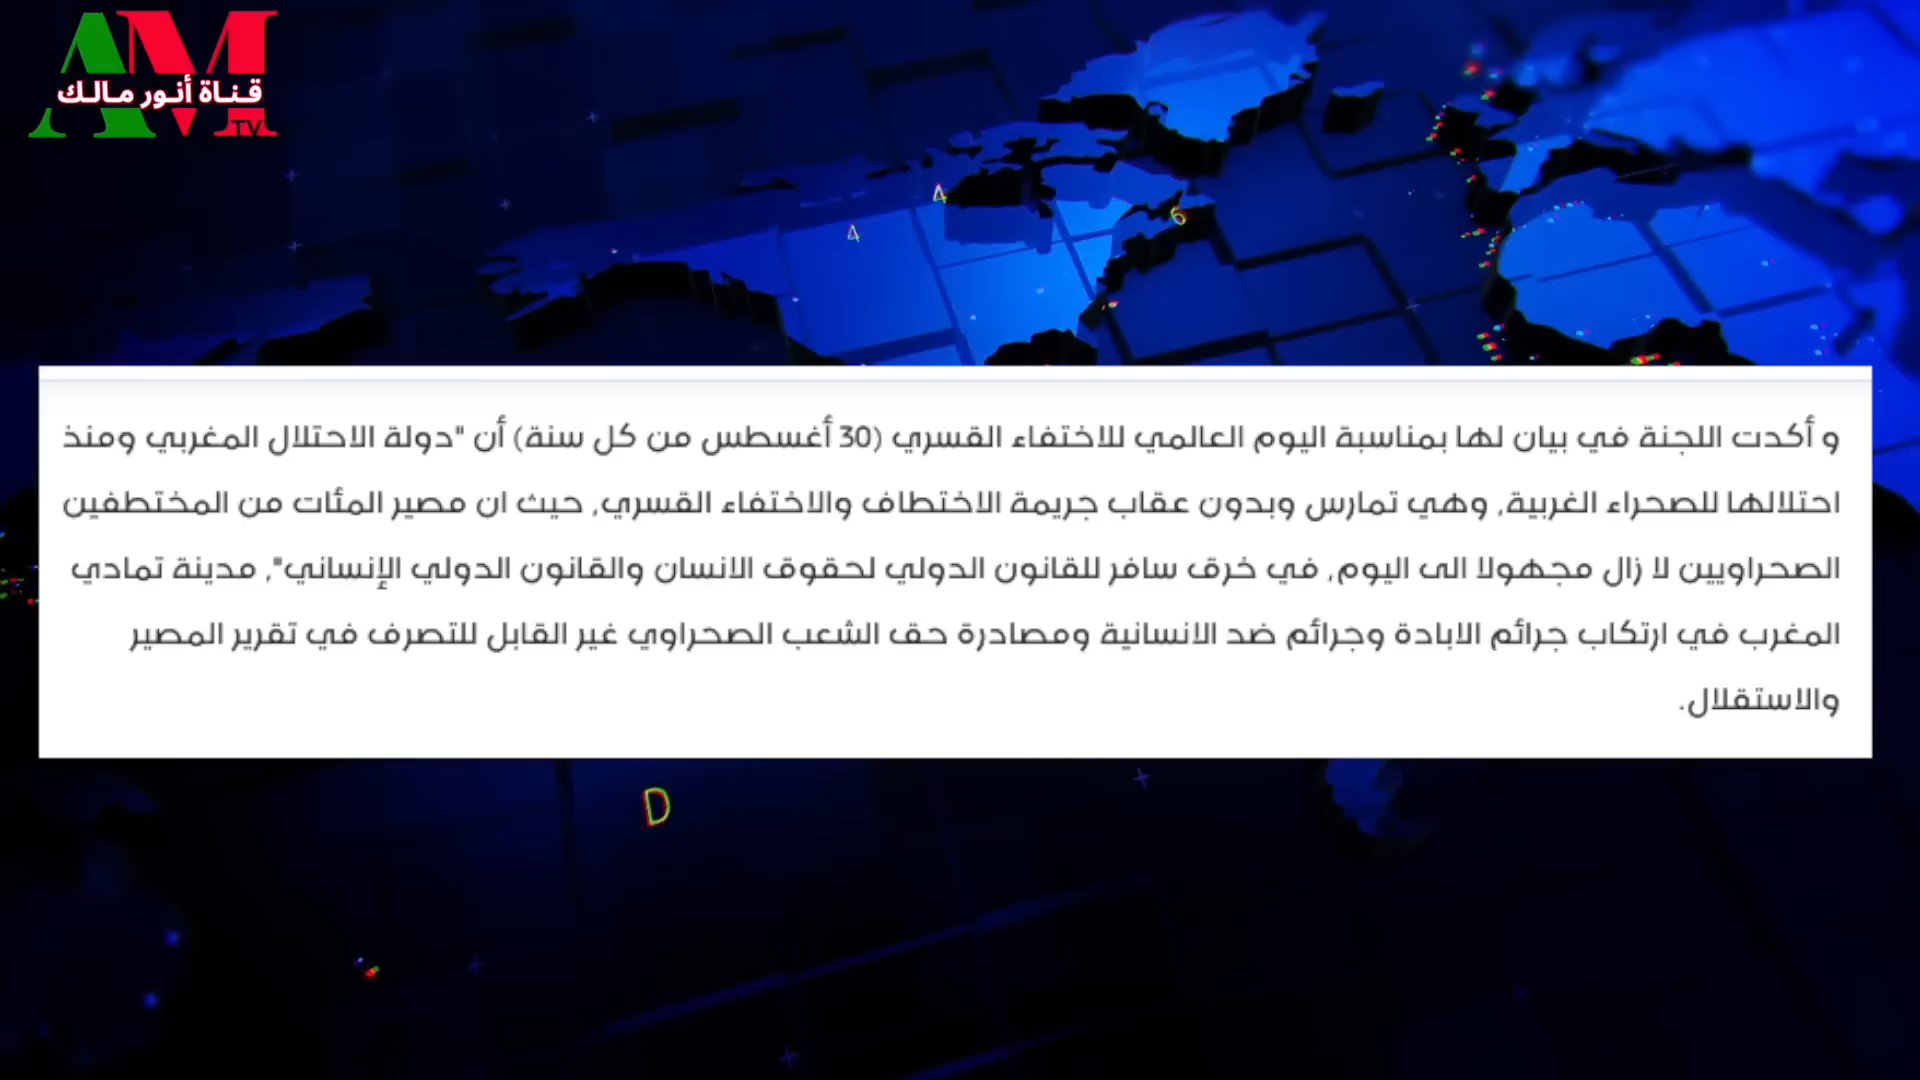 AM
قناة أنور مالك
TV
4
4
6
و أكدت اللجنة في بيان لها بمناسبة اليوم العالمي للاختفاء القسري (30 أغسطس من كل سنة) أن "دولة الاحتلال المغربي ومنذ
احتلالها للصحراء الغربية, وهي تمارس وبدون عقاب جريمة الاختطاف والاختفاء القسري, حيث ان مصير المئات من المختطفين
الصحراويين لا زال مجهولا الى اليوم, في خرق سافر للقانون الدولي لحقوق الانسان والقانون الدولي الإنساني", مدينة تمادي
المغرب في ارتكاب جرائم الابادة وجرائم ضد الانسانية ومصادرة حق الشعب الصحراوي غير القابل للتصرف في تقرير المصير
والاستقلال.
D